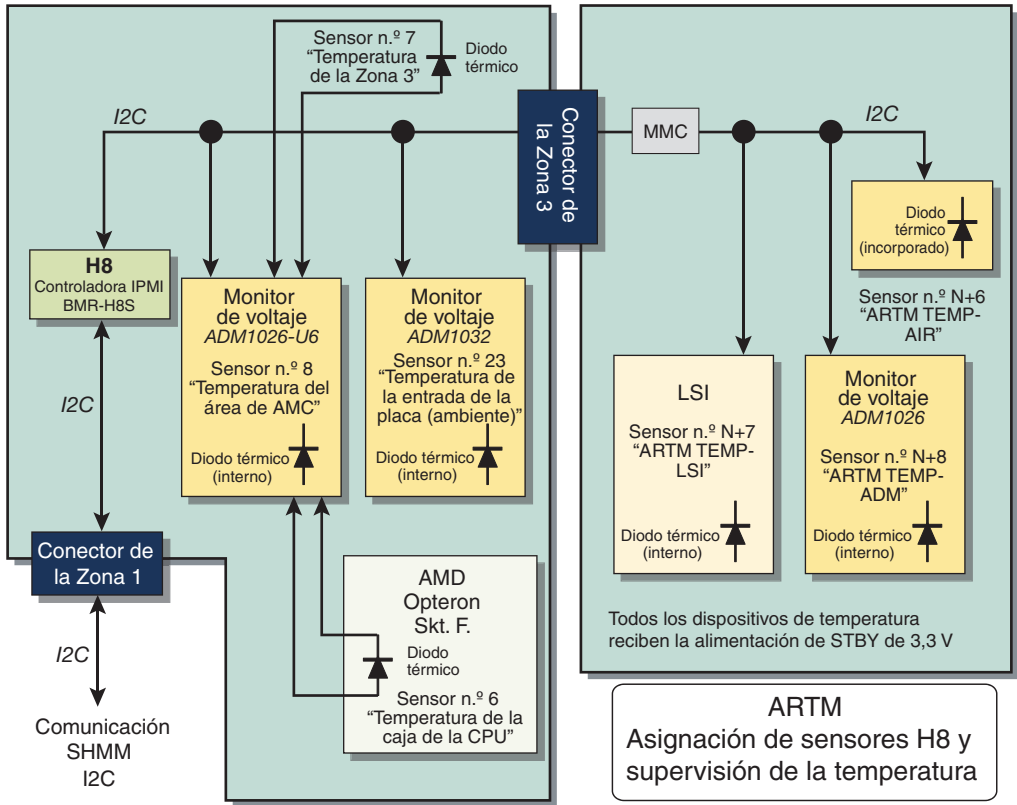 Sensor n.º 7
“Temperatura
de la Zona 3”
Diodo
térmico
I2C
Conector de
la Zona 3
MMC
I2C
Diodo
térmico
(incorporado)
Sensor n.º N+6
“ARTM TEMP-
AIR”
H8
Controladora IPMI
BMR-H8S
Monitor
de voltaje
ADM1026-U6
Sensor n.º 8
“Temperatura del
área de AMC”
Diodo térmico
(interno)
Monitor
de voltaje
ADM1032
Sensor n.º 23
“Temperatura de
la entrada de la
placa (ambiente)”
Diodo térmico
(interno)
LSI
Sensor n.º N+7
“ARTM TEMP-
LSI”
Diodo térmico
(interno)
Monitor
de voltaje
ADM1026
Sensor n.º N+8
“ARTM TEMP-
ADM”
Diodo térmico
(interno)
I2C
Conector de
la Zona 1
AMD
Opteron
Skt. F.
Diodo
térmico
Sensor n.º 6
“Temperatura de la
caja de la CPU”
Todos los dispositivos de temperatura
reciben la alimentación de STBY de 3,3 V
I2C
Comunicación
SHMM
I2C
ARTM
Asignación de sensores H8 y
supervisión de la temperatura